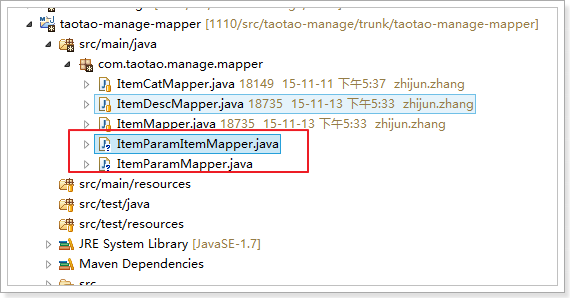 taotao-manage-mapper [1110/src/taotao-manage/trunk/taotao-manage-mapper]
src/main/java
com.taotao.manage.mapper
ItemCatMapper.java 18149 15-11-11 下午5:37 zhijun.zhang
ItemDescMapper.java 18735 15-11-13 下午5:33 zhijun.zhang
ItemMapper.java 18735 15-11-13 下午5:33 zhijun.zhang
ItemParamItemMapper.java
ItemParamMapper.java
src/main/resources
src/test/java
src/test/resources
JRE System Library [JavaSE-1.7]
Maven Dependencies
src